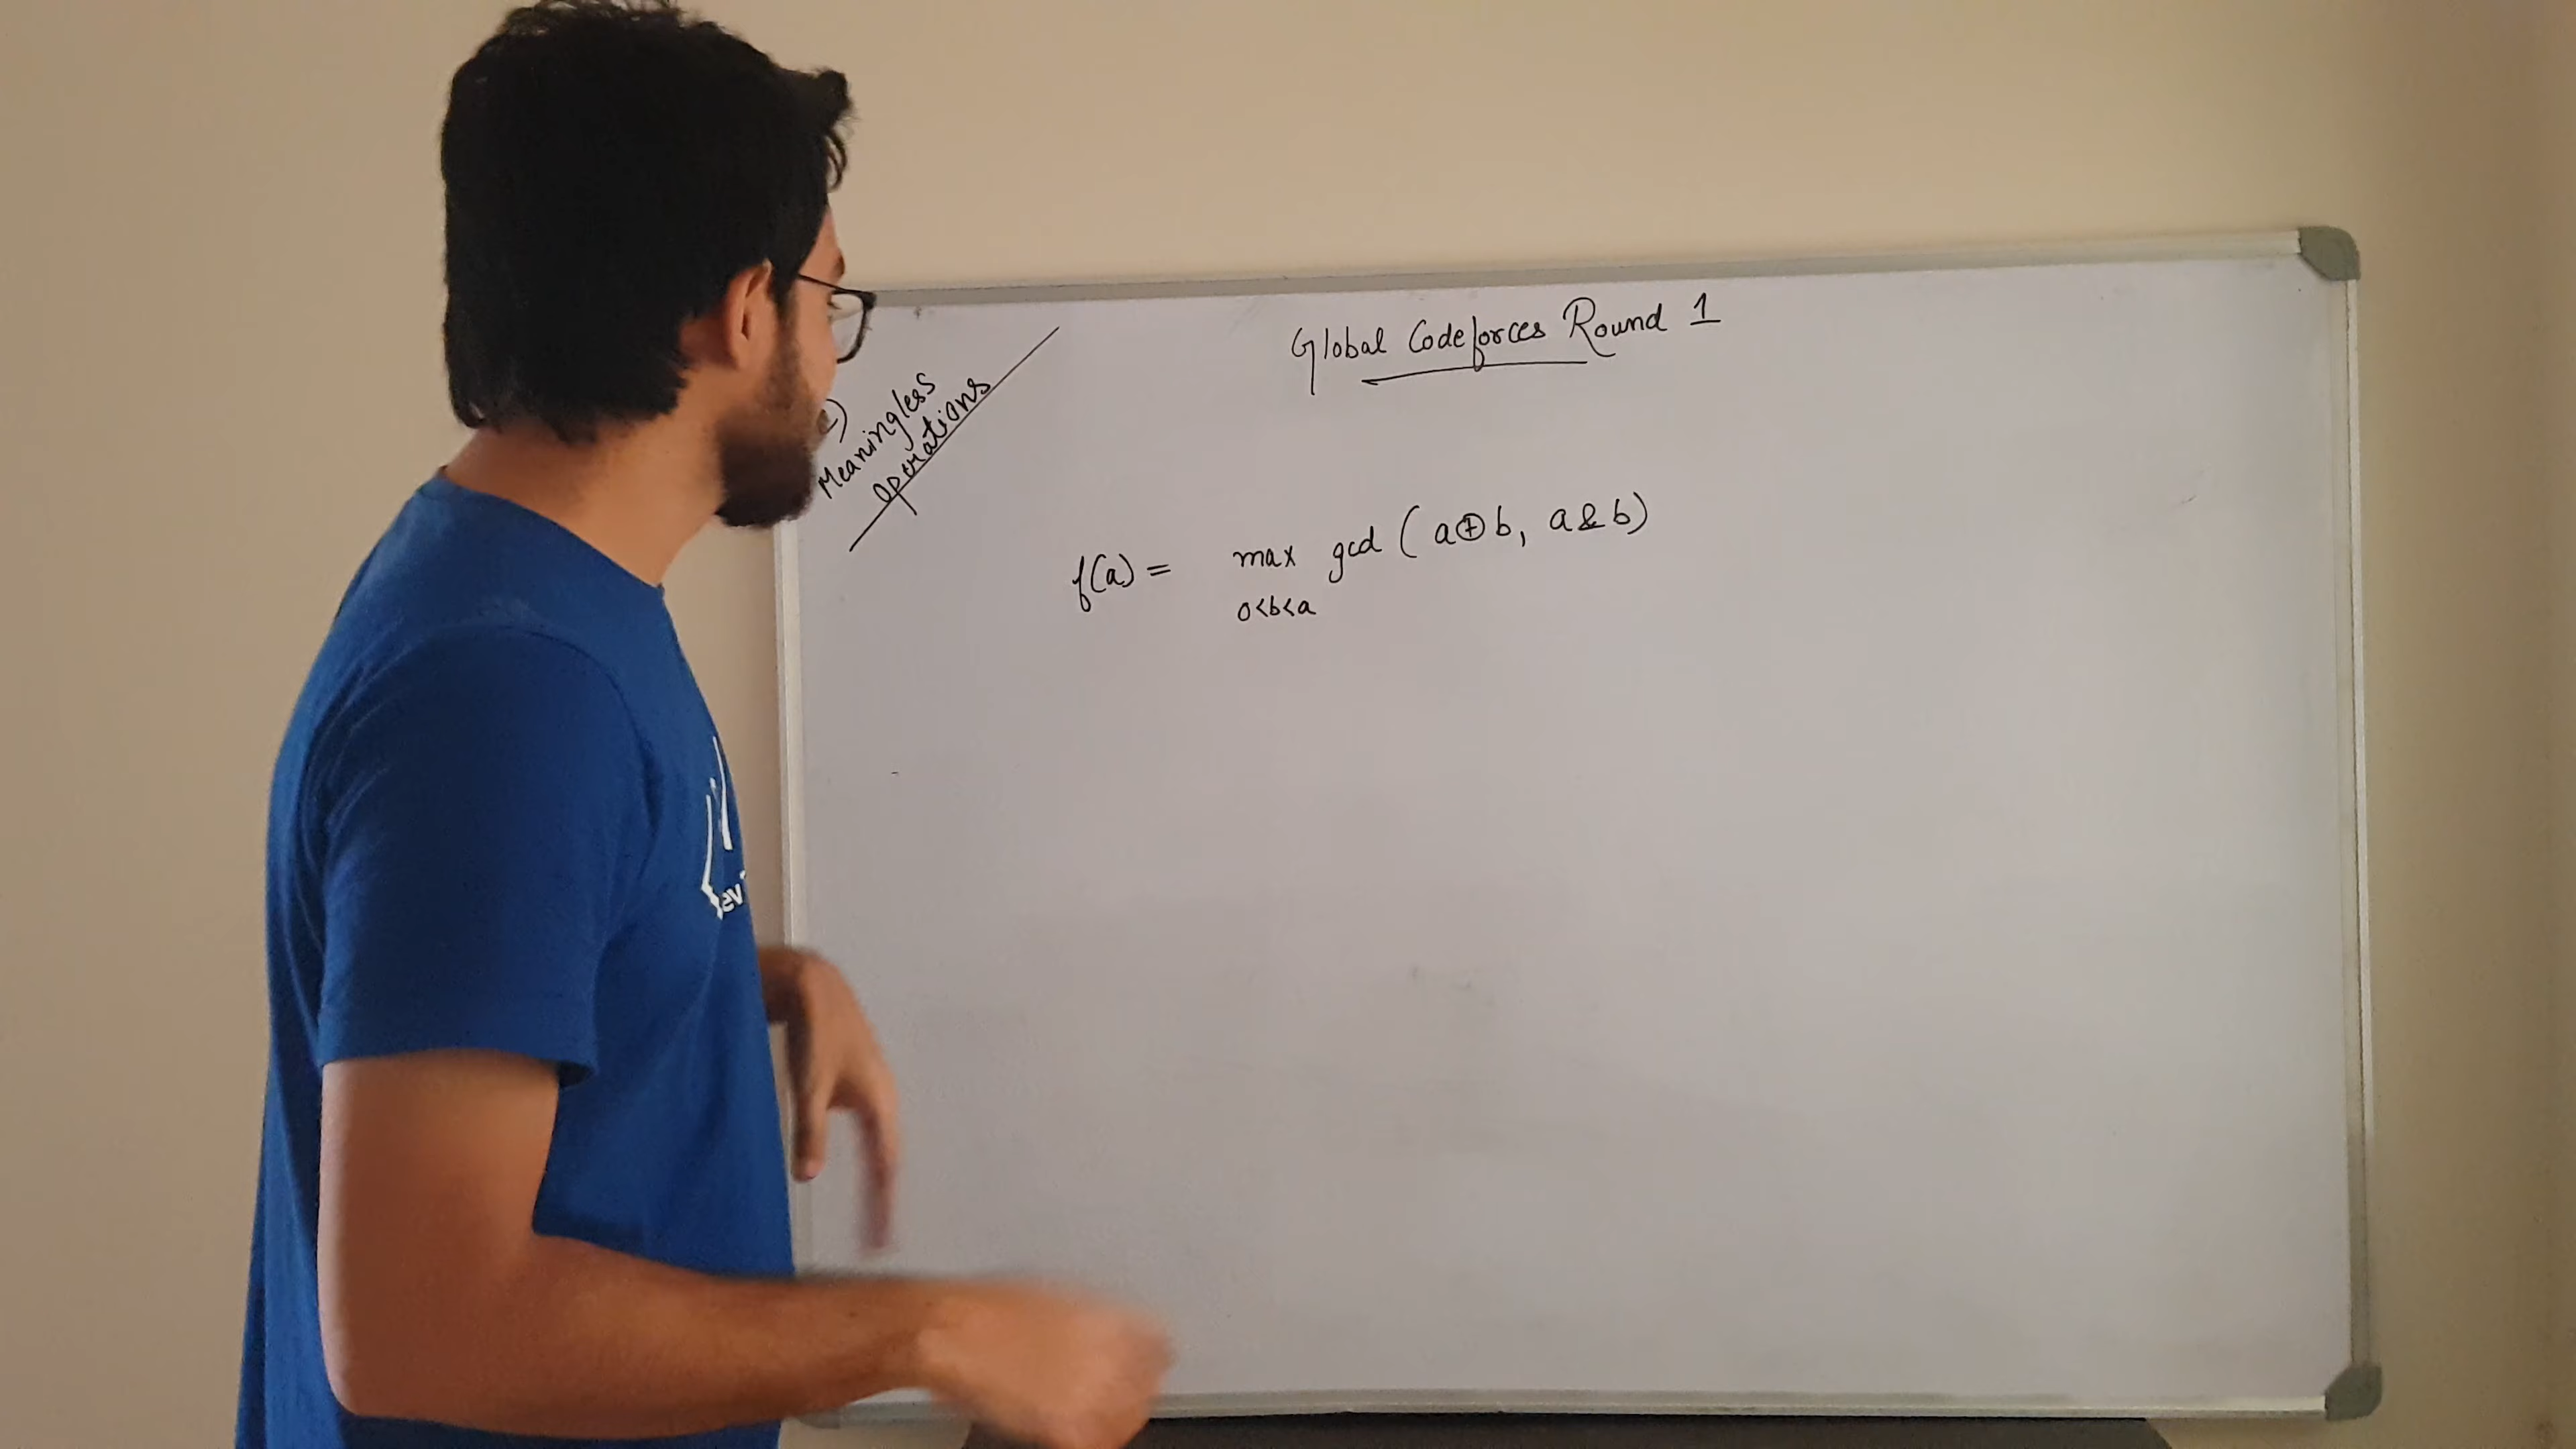 Global Codeforces Round 1
Meaningless
operations
f(a) = max gcd ( a⊕b, a&b)
0<b<a